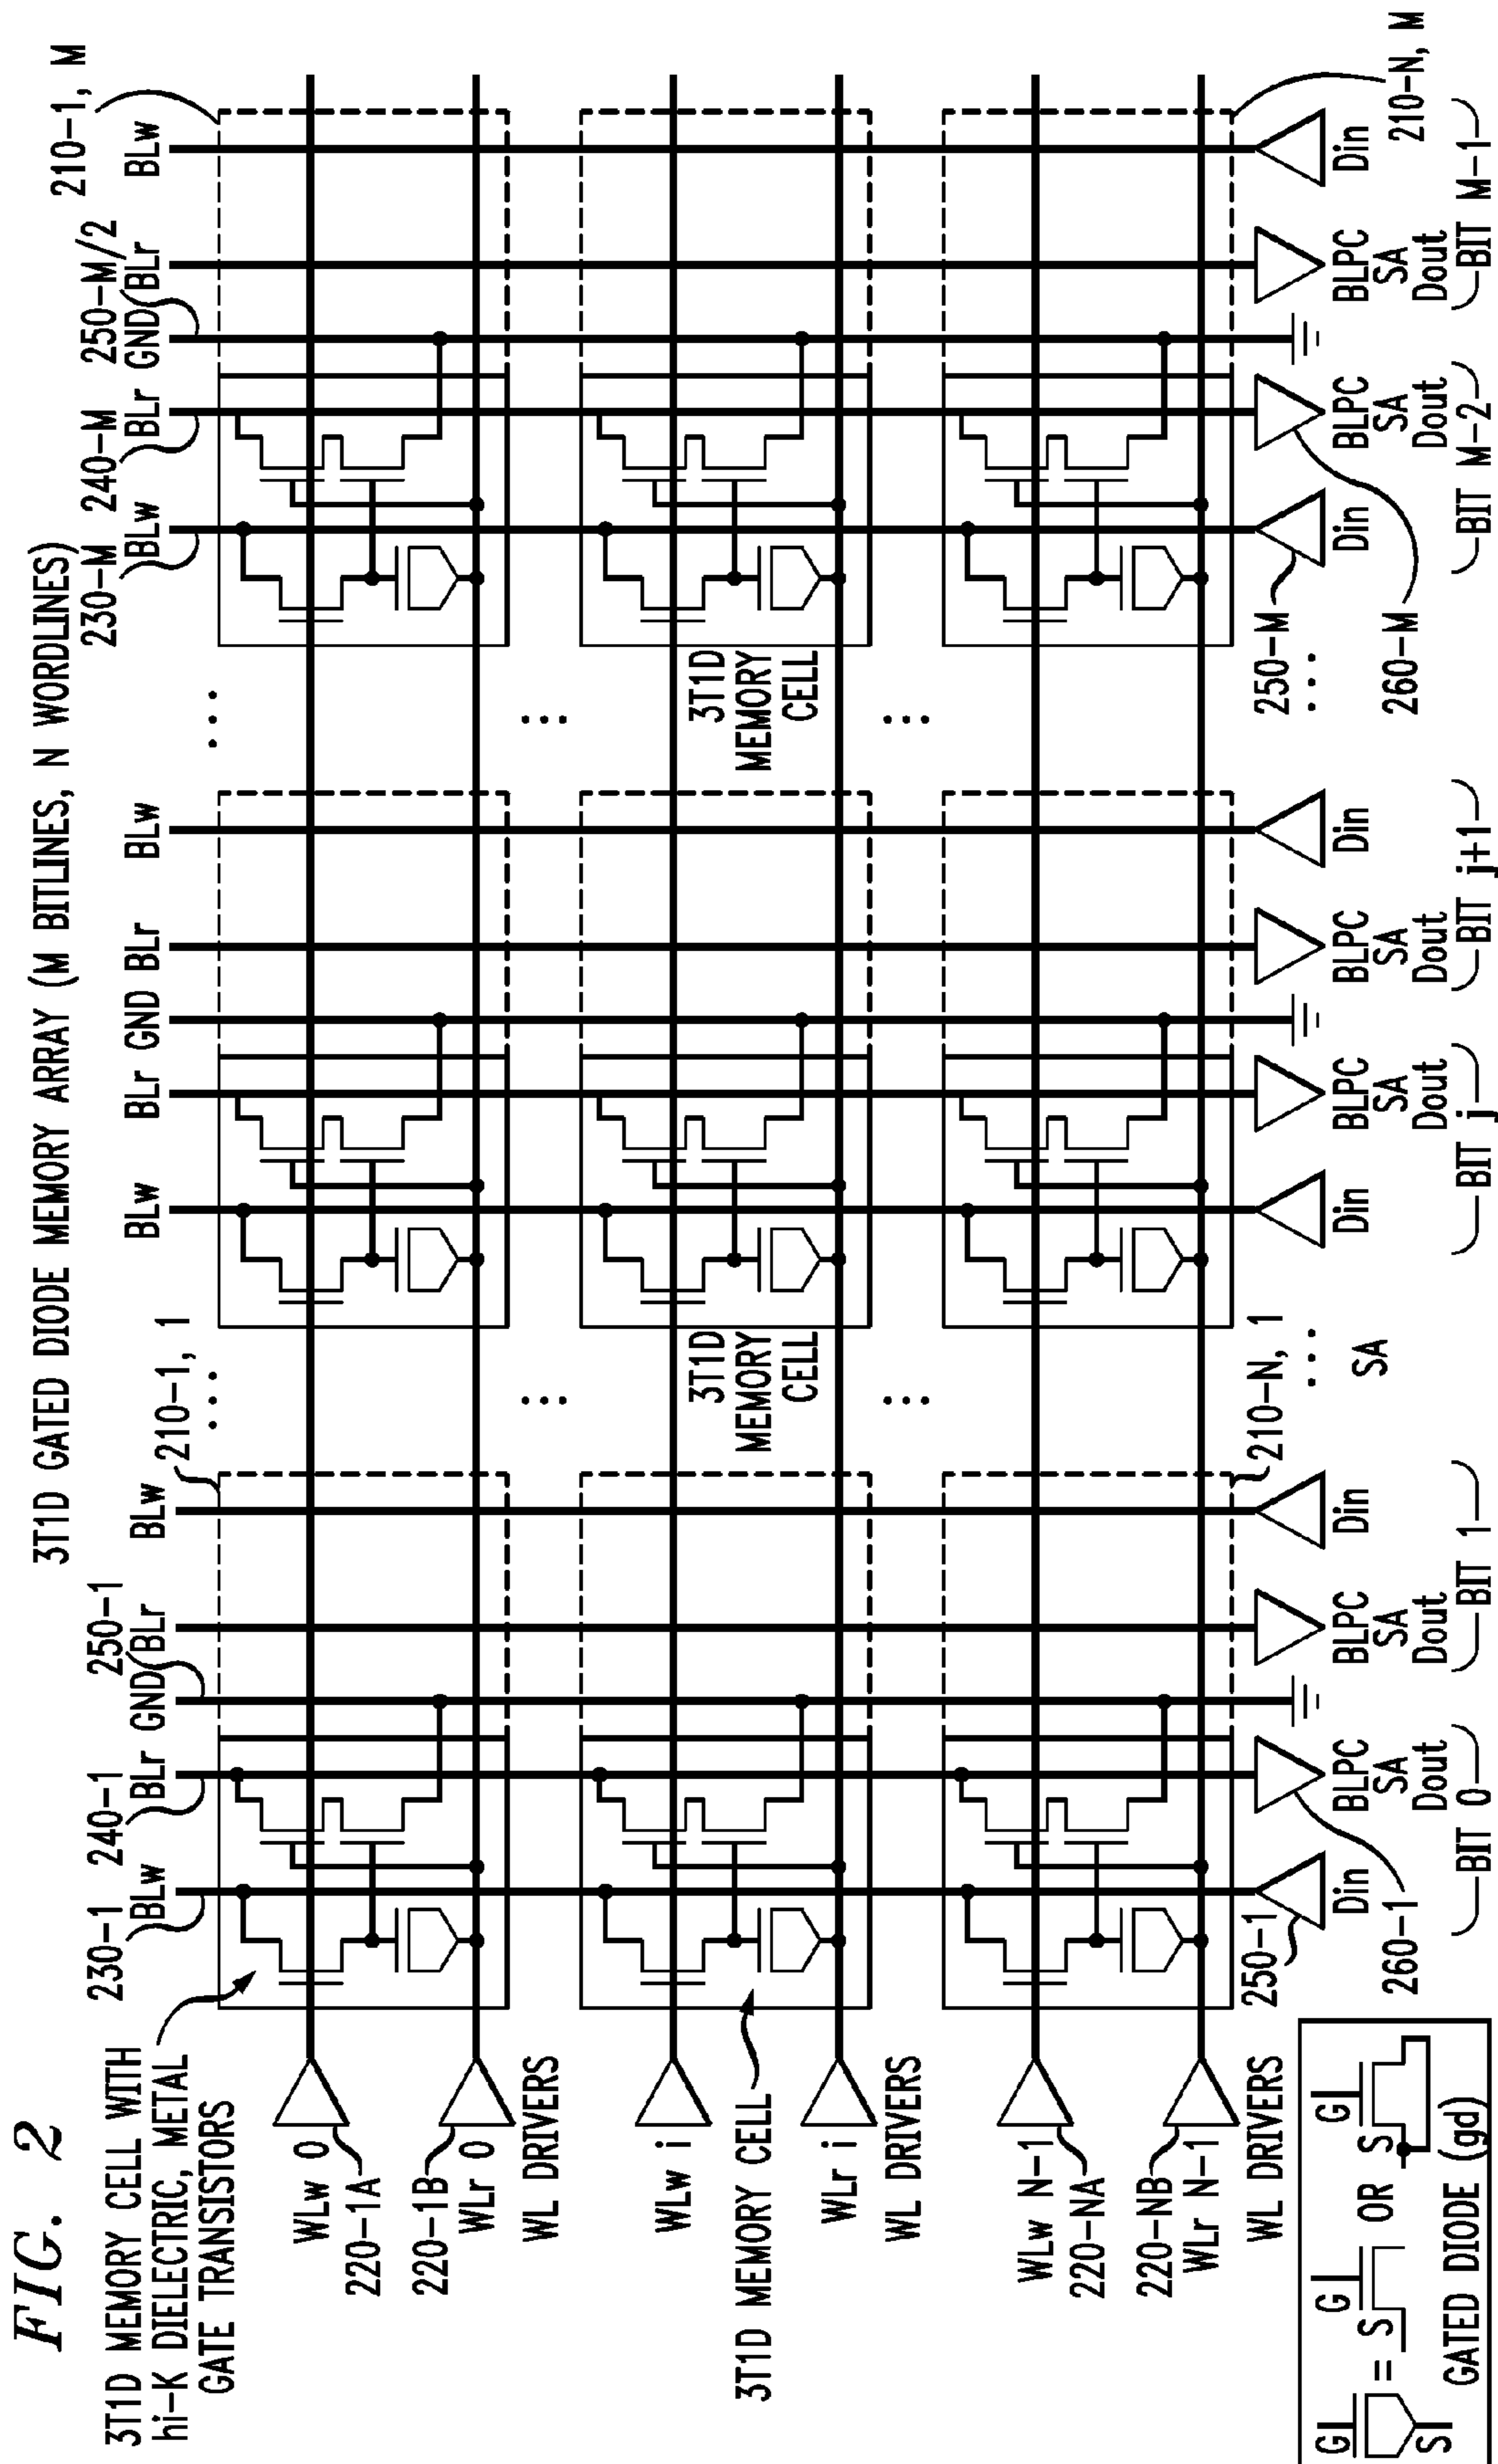 FIG. 2
3T1D GATED DIODE MEMORY ARRAY (M BITLINES, N WORDLINES)
3T1D MEMORY CELL WITH
hi-K DIELECTRIC, METAL
GATE TRANSISTORS
230-1
240-1
250-1
210-1, 1
230-M
240-M
250-M/2
210-1, M
BLw
BLr
GND
BLr
BLw
BLw
BLr
GND
BLr
BLw
BLw
BLr
GND
BLr
BLw
...
...
WLw 0
220-1A
220-1B
WLr 0
WL DRIVERS
...
...
WLw i
3T1D MEMORY CELL
3T1D
MEMORY
CELL
3T1D
MEMORY
CELL
WLr i
WL DRIVERS
...
...
WLw N-1
220-NA
220-NB
WLr N-1
WL DRIVERS
250-1
210-N, 1
250-M
210-N, M
...
...
Din
BLPC
SA
Dout
BLPC
SA
Dout
Din
SA
Din
BLPC
SA
Dout
BLPC
SA
Dout
Din
Din
BLPC
SA
Dout
BLPC
SA
Dout
Din
260-1
260-M
BIT 0
BIT 1
BIT j
BIT j+1
BIT M-2
BIT M-1
G
S
=
G
S
OR
G
S
GATED DIODE (gd)